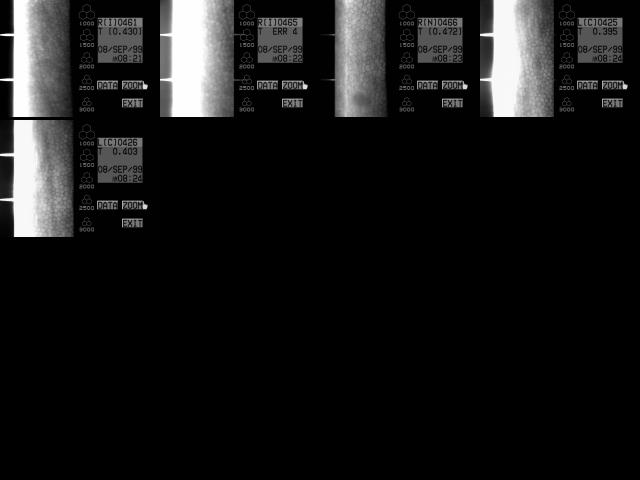 R[I]0461
T [0.430]
08/SEP/99
08:21
1000
1500
2000
2500
3000
DATA ZOOM
EXIT
R[I]0465
T ERR 4
08/SEP/99
08:22
1000
1500
2000
2500
3000
DATA ZOOM
EXIT
R[N]0466
T [0.472]
08/SEP/99
08:23
1000
1500
2000
2500
3000
DATA ZOOM
EXIT
L[C]0425
T 0.395
08/SEP/99
08:24
1000
1500
2000
2500
3000
DATA ZOOM
EXIT
L[C]0426
T 0.403
08/SEP/99
08:24
1000
1500
2000
2500
3000
DATA ZOOM
EXIT